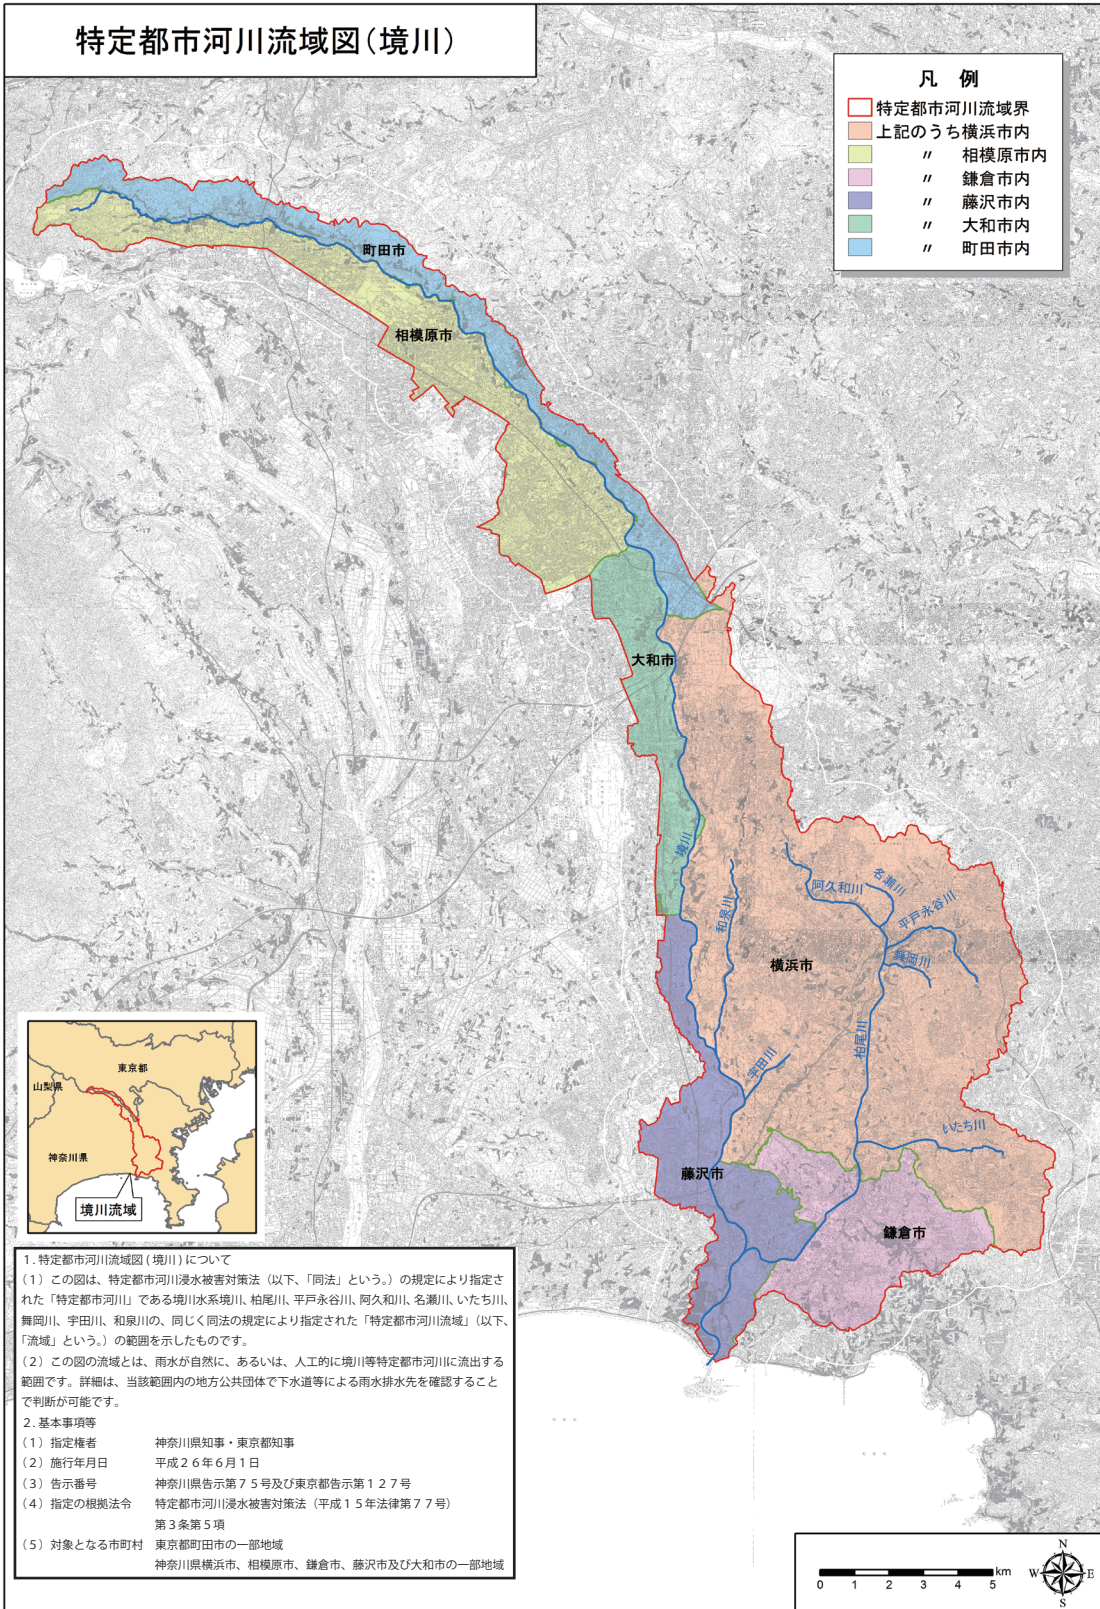 特定都市河川流域図(境川)
凡 例
特定都市河川流域界
上記のうち横浜市内
〃 相模原市内
〃 鎌倉市内
〃 藤沢市内
〃 大和市内
〃 町田市内
町田市
相模原市
大和市
境川
和泉川
阿久和川
名瀬川
平戸永谷川
舞岡川
横浜市
柏尾川
宇田川
いたち川
藤沢市
鎌倉市
東京都
山梨県
神奈川県
境川流域
1.特定都市河川流域図(境川)について
(1)この図は、特定都市河川浸水被害対策法(以下、「同法」という。)の規定により指定さ
れた「特定都市河川」である境川水系境川、柏尾川、平戸永谷川、阿久和川、名瀬川、いたち川、
舞岡川、宇田川、和泉川の、同じく同法の規定により指定された「特定都市河川流域」(以下、
「流域」という。)の範囲を示したものです。
(2)この図の流域とは、雨水が自然に、あるいは、人工的に境川等特定都市河川に流出する
範囲です。詳細は、当該範囲内の地方公共団体で下水道等による雨水排水先を確認すること
で判断が可能です。
2.基本事項等
(1)指定権者 神奈川県知事・東京都知事
(2)施行年月日 平成26年6月1日
(3)告示番号 神奈川県告示第75号及び東京都告示第127号
(4)指定の根拠法令 特定都市河川浸水被害対策法(平成15年法律第77号)
第3条第5項
(5)対象となる市町村 東京都町田市の一部地域
神奈川県横浜市、相模原市、鎌倉市、藤沢市及び大和市の一部地域
0 1 2 3 4 5 km
N
W E
S